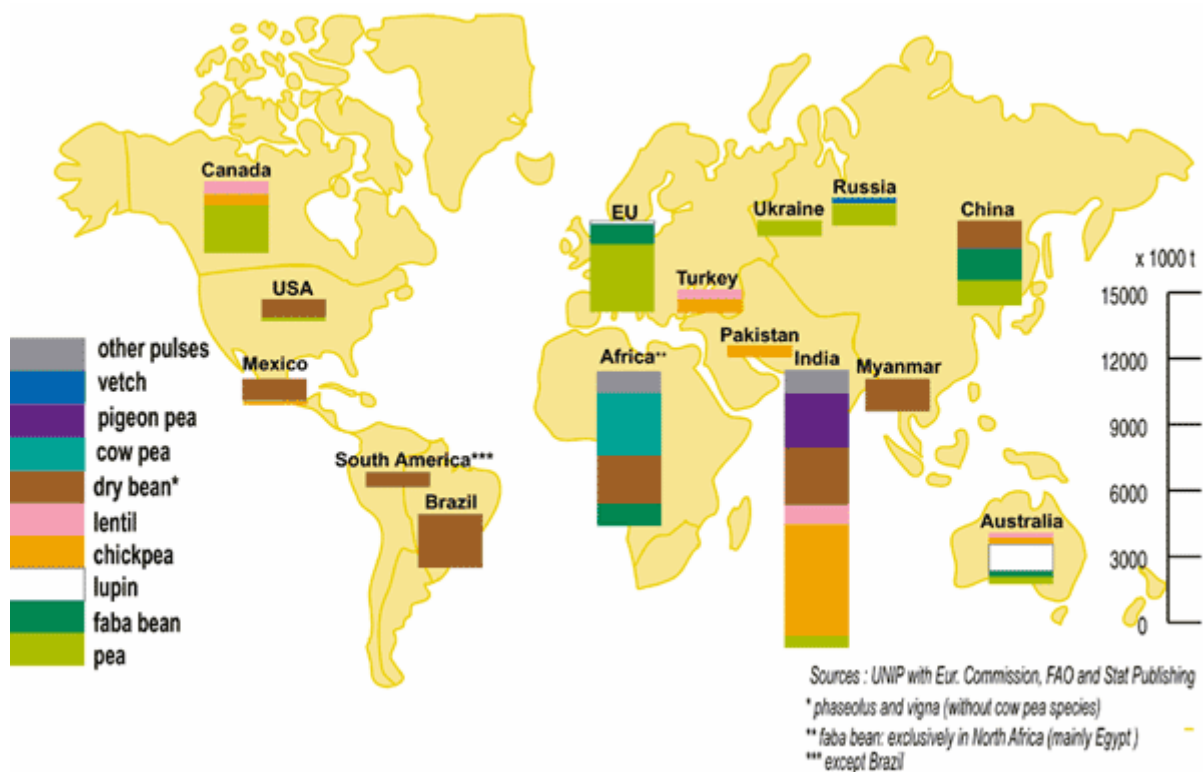 Canada
USA
Mexico
South America***
Brazil
EU
Ukraine
Russia
China
Turkey
Pakistan
Africa**
India
Myanmar
Australia
other pulses
vetch
pigeon pea
cow pea
dry bean*
lentil
chickpea
lupin
faba bean
pea
x 1000 t
15000
12000
9000
6000
3000
0
Sources : UNIP with Eur. Commission, FAO and Stat Publishing
* phaseolus and vigna (without cow pea species)
** faba bean: exclusively in North Africa (mainly Egypt )
*** except Brazil